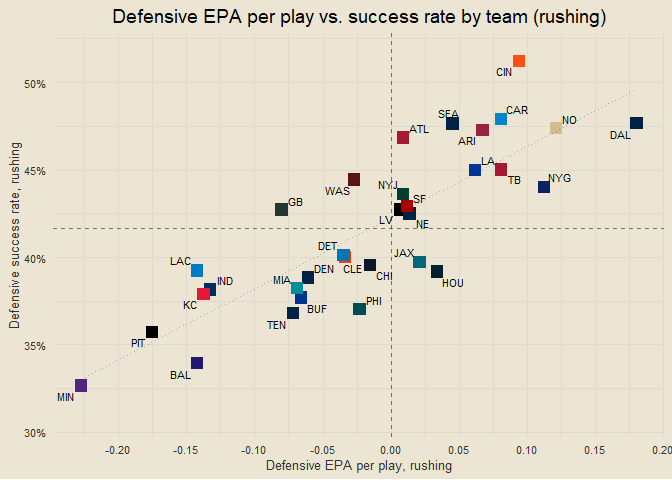 Defensive EPA per play vs. success rate by team (rushing)
50%
45%
40%
35%
30%
Defensive success rate, rushing
CIN
SEA
CAR
NO
DAL
ATL
ARI
LA
TB
NYG
WAS
NYJ
SF
GB
LV
NE
DET
JAX
LAC
IND
MIA
DEN
CLE
CHI
HOU
KC
BUF
PHI
TEN
PIT
BAL
MIN
-0.20
-0.15
-0.10
-0.05
0.00
0.05
0.10
0.15
0.20
Defensive EPA per play, rushing